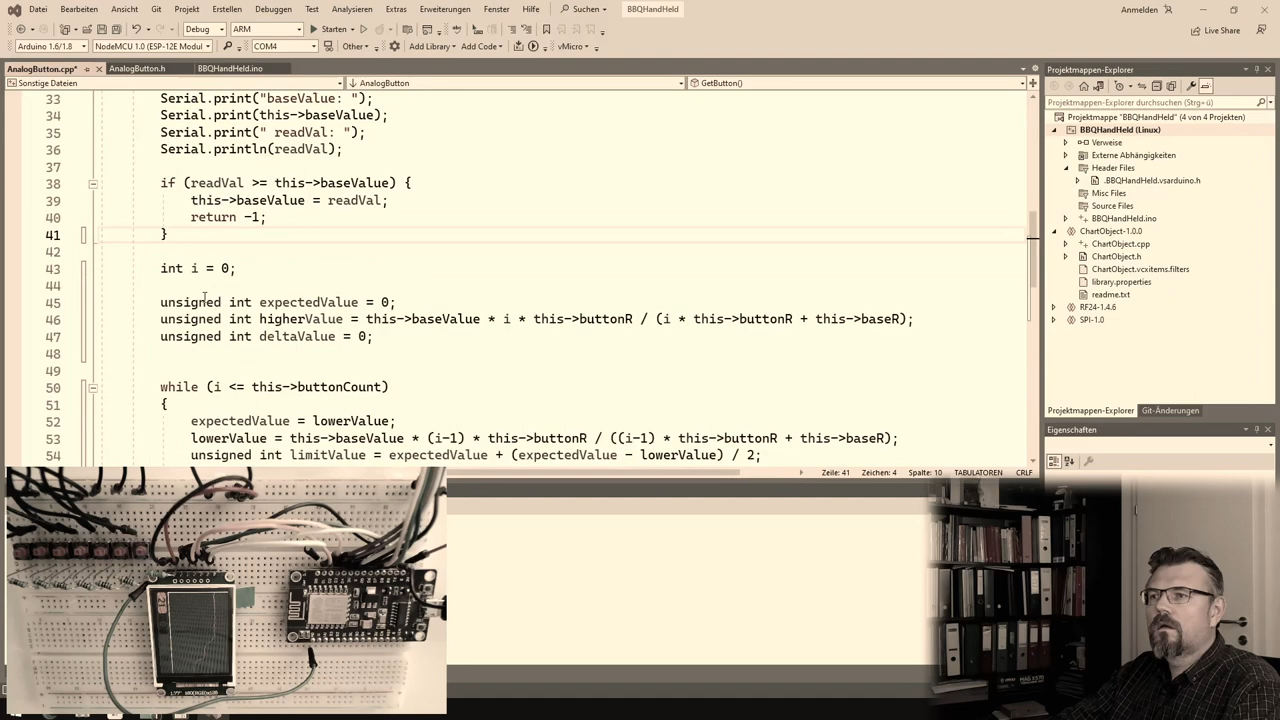 Datei Bearbeiten Ansicht Git Projekt Erstellen Debuggen Test Analysieren Extras Erweiterungen Fenster Hilfe Suchen BBQHandHeld Anmelden
Debug ARM Starten Live Share
Arduino 1.6/1.8 NodeMCU 1.0 (ESP-12E Modul COM4 Other Add Library Add Code vMicro
AnalogButton.cpp* AnalogButton.h BBQHandHeld.ino
Sonstige Dateien AnalogButton GetButton()
33 Serial.print("baseValue: ");
34 Serial.print(this->baseValue);
35 Serial.print(" readVal: ");
36 Serial.println(readVal);
37
38 if (readVal >= this->baseValue) {
39 this->baseValue = readVal;
40 return -1;
41 }
42
43 int i = 0;
44
45 unsigned int expectedValue = 0;
46 unsigned int higherValue = this->baseValue * i * this->buttonR / (i * this->buttonR + this->baseR);
47 unsigned int deltaValue = 0;
48
49
50 while (i <= this->buttonCount)
51 {
52 expectedValue = lowerValue;
53 lowerValue = this->baseValue * (i-1) * this->buttonR / ((i-1) * this->buttonR + this->baseR);
54 unsigned int limitValue = expectedValue + (expectedValue - lowerValue) / 2;
Zeile: 41 Zeichen: 4 Spalte: 10 TABULATOREN CRLF
Projektmappen-Explorer
Projektmappen-Explorer durchsuchen (Strg+ü)
Projektmappe "BBQHandHeld" (4 von 4 Projekten)
BBQHandHeld (Linux)
Verweise
Externe Abhängigkeiten
Header Files
.BBQHandHeld.vsarduino.h
Misc Files
Source Files
BBQHandHeld.ino
ChartObject-1.0.0
ChartObject.cpp
ChartObject.h
ChartObject.vcxitems.filters
library.properties
readme.txt
RF24-1.4.6
SPI-1.0
Projektmappen-Explorer Git-Änderungen
Eigenschaften